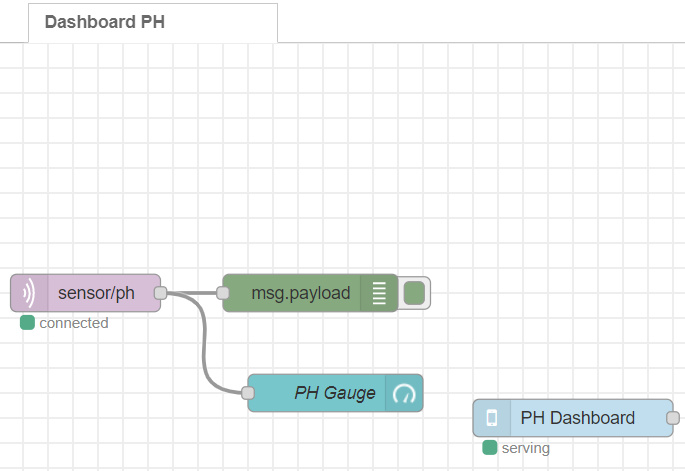 Dashboard PH
sensor/ph
msg.payload
connected
PH Gauge
PH Dashboard
serving